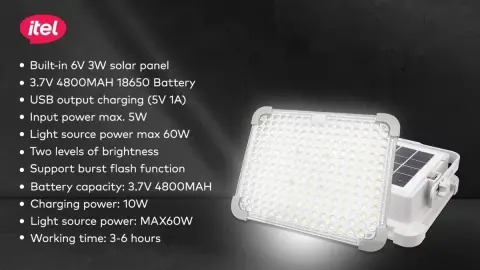 itel
Built-in 6V 3W solar panel
3.7V 4800MAH 18650 Battery
USB output charging (5V 1A)
Input power max. 5W
Light source power max 60W
Two levels of brightness
Support burst flash function
Battery capacity: 3.7V 4800MAH
Charging power: 10W
Light source power: MAX60W
Working time: 3-6 hours